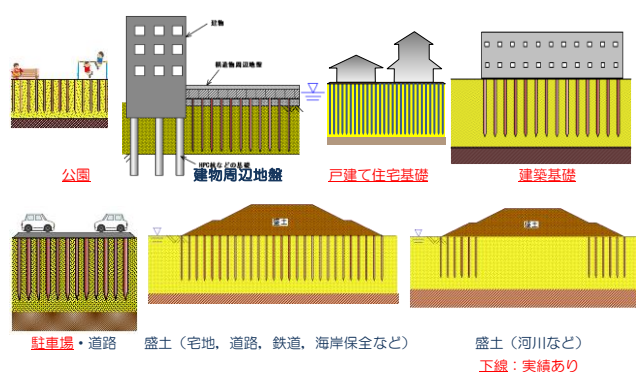 建物
構造物周辺地盤
HPC杭などの基礎
公園
建物周辺地盤
戸建て住宅基礎
建築基礎
盛土
盛土
駐車場・道路
盛土（宅地，道路，鉄道，海岸保全など）
盛土（河川など）
下線：実績あり